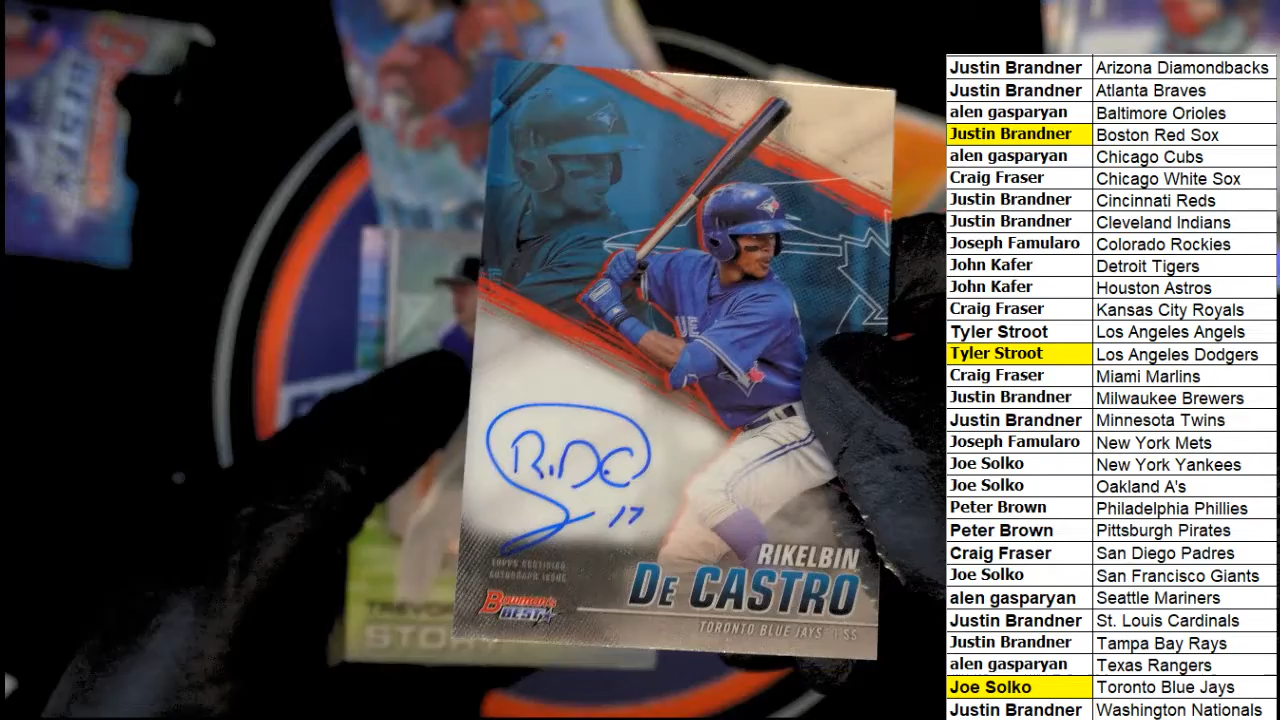 R.DC
17
TOPPS CERTIFIED
AUTOGRAPH ISSUE
BOWMAN'S
BEST
RIKELBIN
DE CASTRO
TORONTO BLUE JAYS | SS
TREVOR
STORY
Justin Brandner Arizona Diamondbacks
Justin Brandner Atlanta Braves
alen gasparyan Baltimore Orioles
Justin Brandner Boston Red Sox
alen gasparyan Chicago Cubs
Craig Fraser Chicago White Sox
Justin Brandner Cincinnati Reds
Justin Brandner Cleveland Indians
Joseph Famularo Colorado Rockies
John Kafer Detroit Tigers
John Kafer Houston Astros
Craig Fraser Kansas City Royals
Tyler Stroot Los Angeles Angels
Tyler Stroot Los Angeles Dodgers
Craig Fraser Miami Marlins
Justin Brandner Milwaukee Brewers
Justin Brandner Minnesota Twins
Joseph Famularo New York Mets
Joe Solko New York Yankees
Joe Solko Oakland A's
Peter Brown Philadelphia Phillies
Peter Brown Pittsburgh Pirates
Craig Fraser San Diego Padres
Joe Solko San Francisco Giants
alen gasparyan Seattle Mariners
Justin Brandner St. Louis Cardinals
Justin Brandner Tampa Bay Rays
alen gasparyan Texas Rangers
Joe Solko Toronto Blue Jays
Justin Brandner Washington Nationals